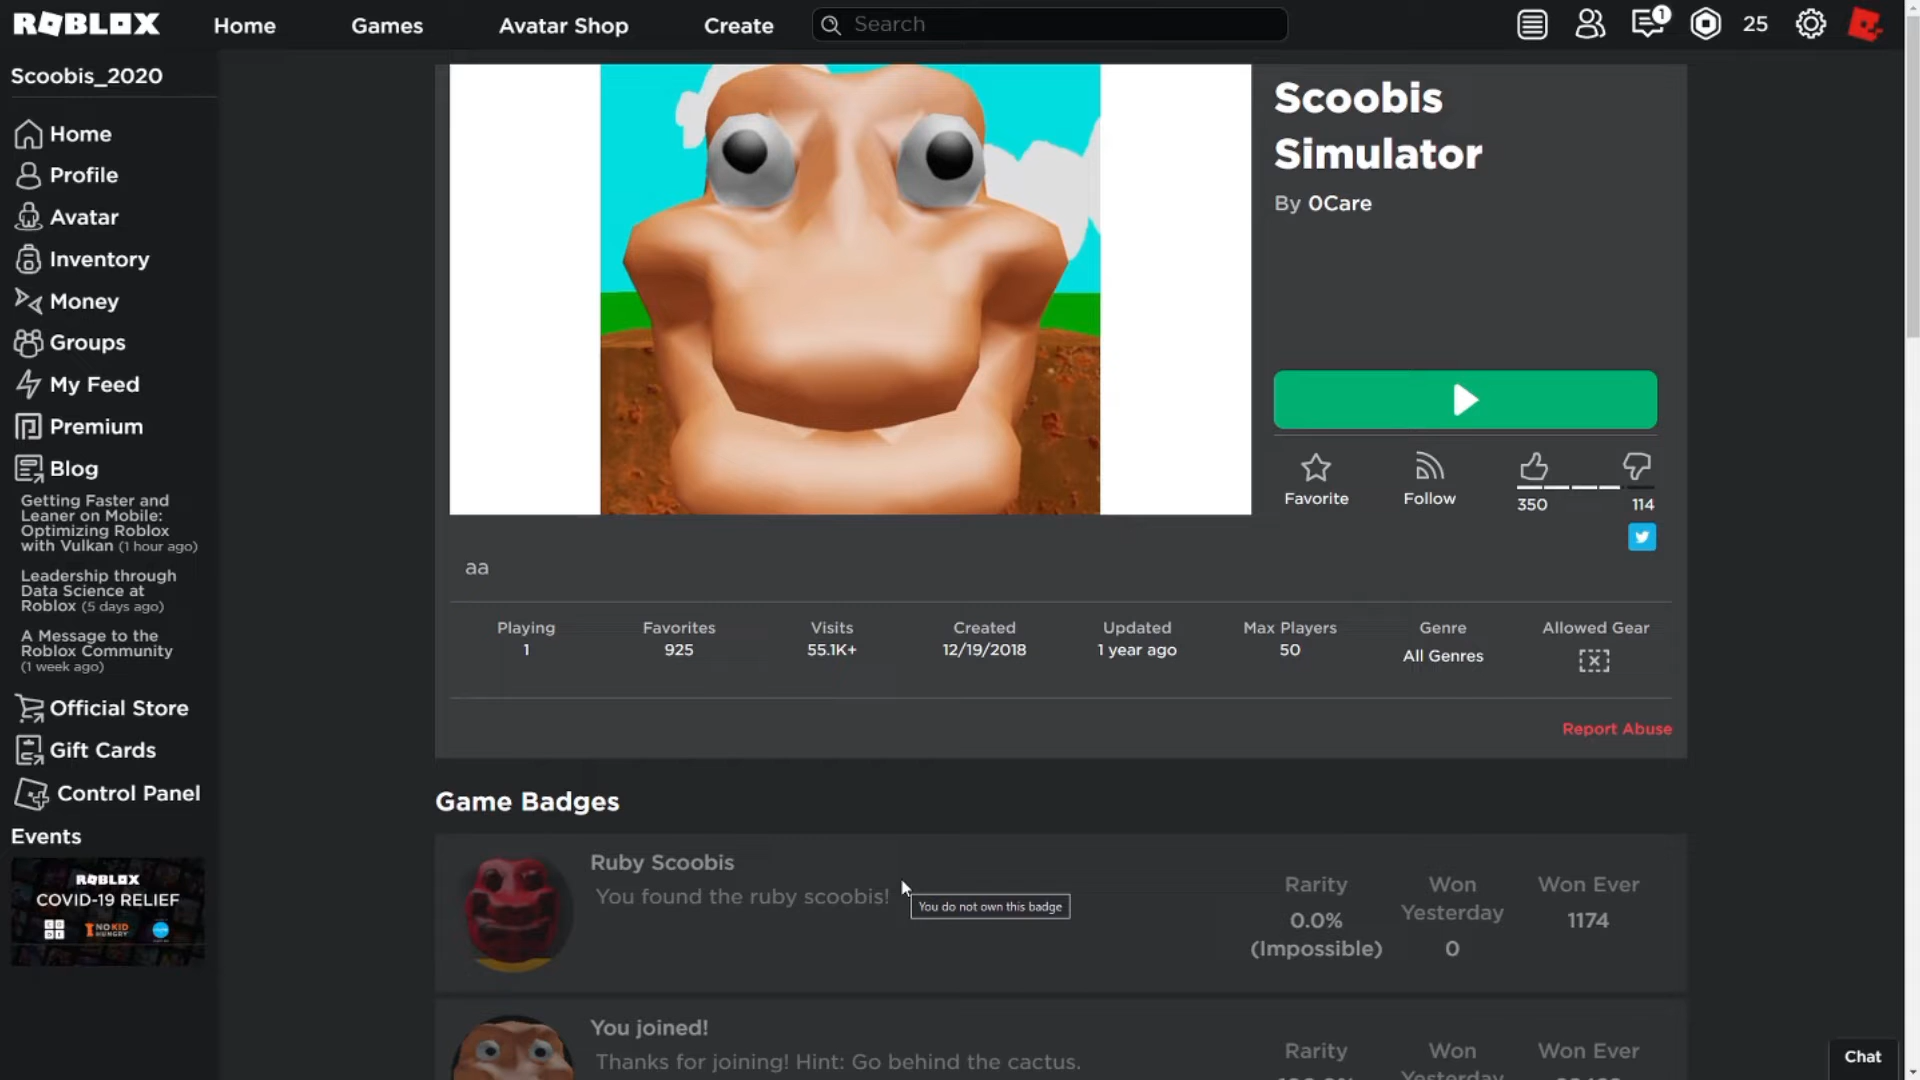 ROBLOX Home Games Avatar Shop Create Search 1 25
Scoobis_2020
Home
Profile
Avatar
Inventory
Money
Groups
My Feed
Premium
Blog
Getting Faster and
Leaner on Mobile:
Optimizing Roblox
with Vulkan (1 hour ago)
Leadership through
Data Science at
Roblox (5 days ago)
A Message to the
Roblox Community
(1 week ago)
Official Store
Gift Cards
Control Panel
Events
ROBLOX
COVID-19 RELIEF
NO KID
HUNGRY
Scoobis
Simulator
By 0Care
Favorite Follow 350 114
aa
Playing Favorites Visits Created Updated Max Players Genre Allowed Gear
1 925 55.1K+ 12/19/2018 1 year ago 50 All Genres
Report Abuse
Game Badges
Ruby Scoobis
You found the ruby scoobis!
You do not own this badge
Rarity
0.0%
(Impossible)
Won
Yesterday
0
Won Ever
1174
You joined!
Thanks for joining! Hint: Go behind the cactus.
Rarity
Won
Yesterday
Won Ever
Chat